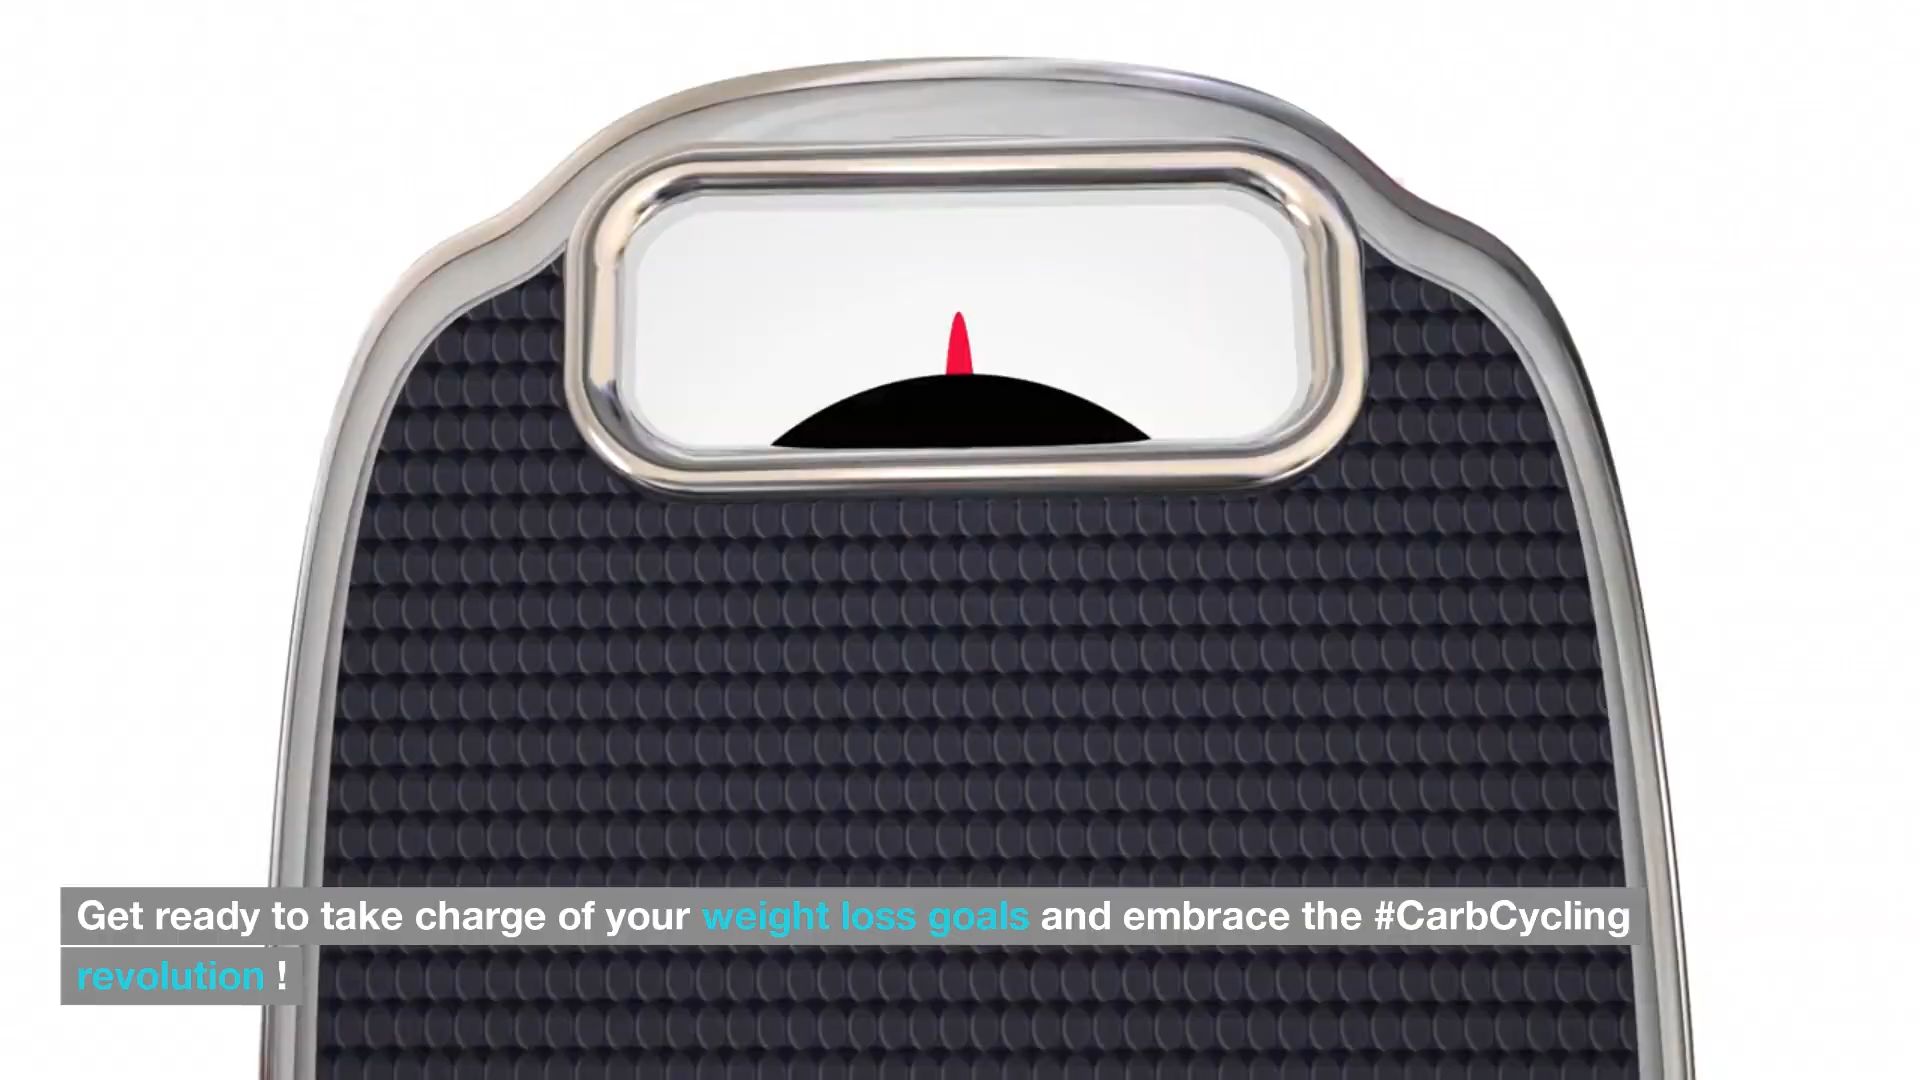 Get ready to take charge of your weight loss goals and embrace the #CarbCycling
revolution !